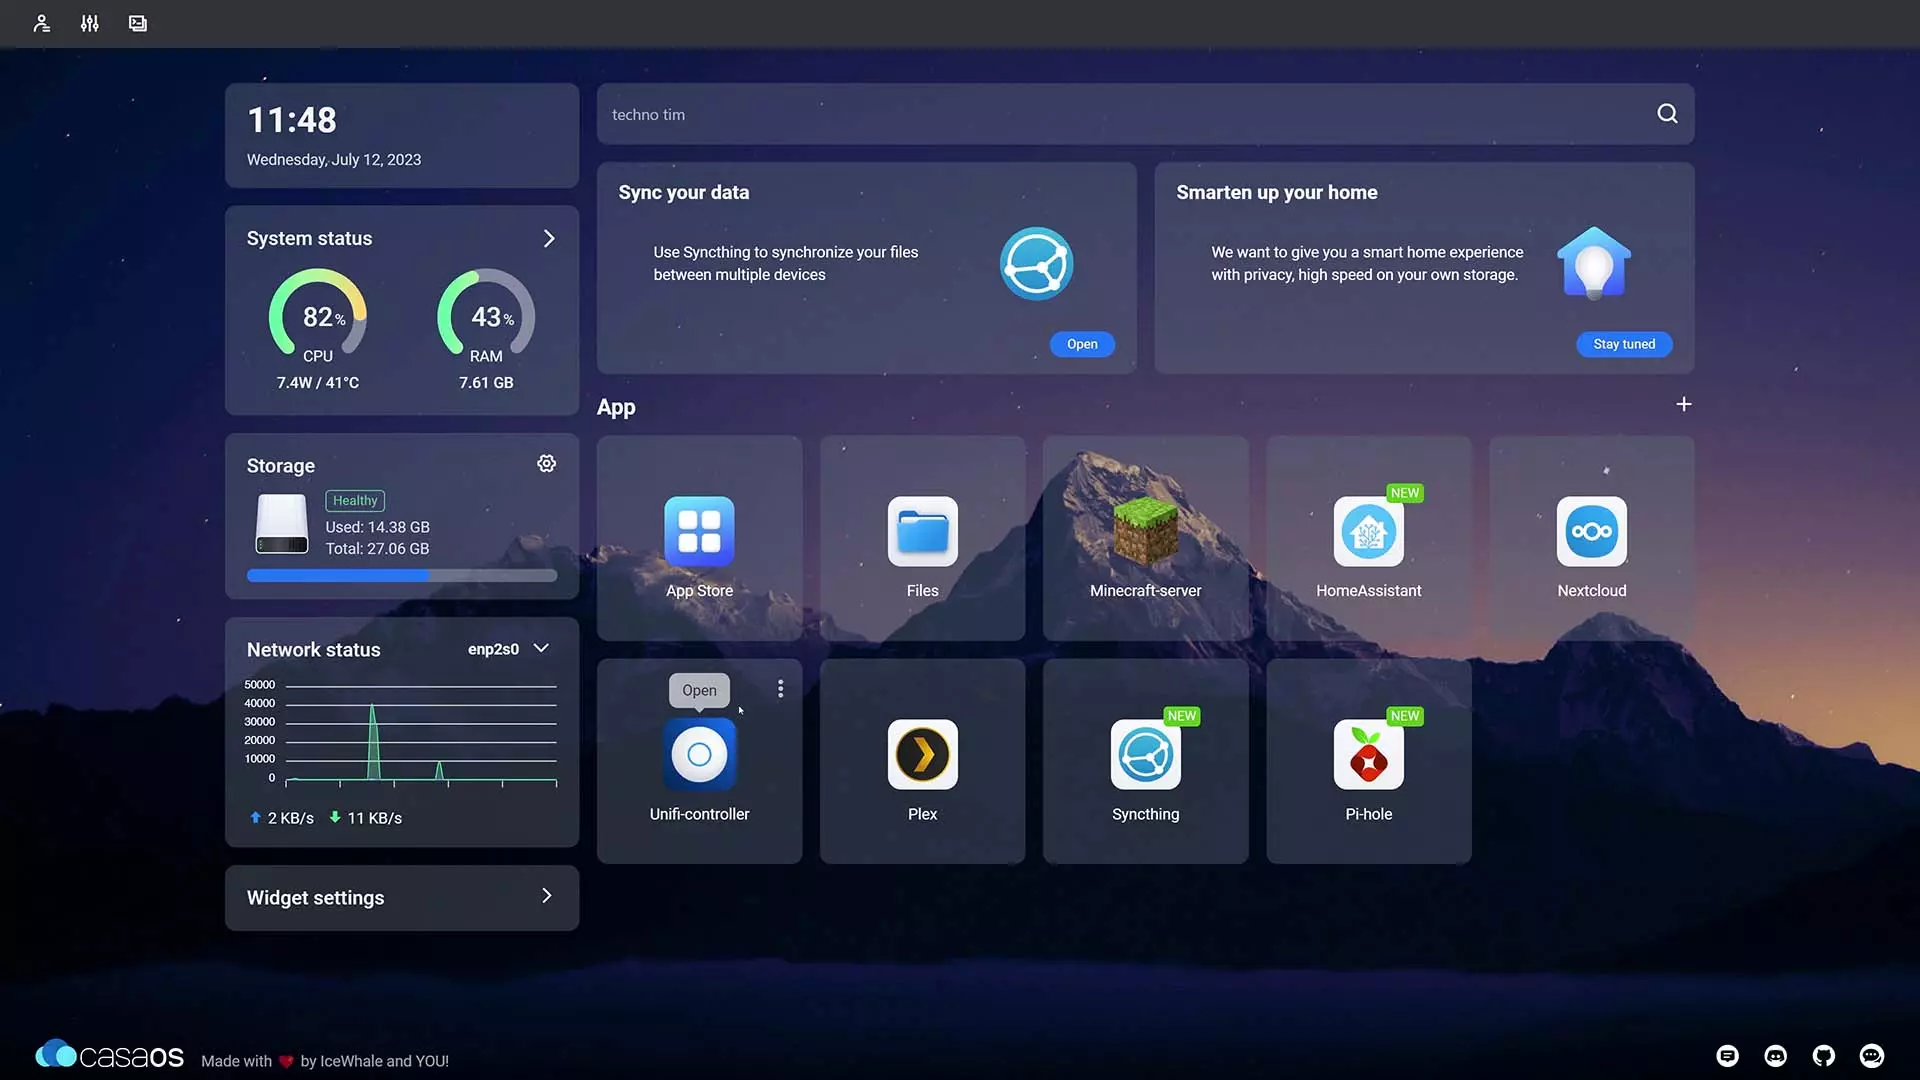 11:48
Wednesday, July 12, 2023
System status
82%
CPU
7.4W / 41°C
43%
RAM
7.61 GB
Storage
Healthy
Used: 14.38 GB
Total: 27.06 GB
Network status
enp2s0
50000
40000
30000
20000
10000
0
2 KB/s
11 KB/s
Widget settings
techno tim
Sync your data
Use Syncthing to synchronize your files
between multiple devices
Open
Smarten up your home
We want to give you a smart home experience
with privacy, high speed on your own storage.
Stay tuned
App
+
App Store
Files
Minecraft-server
NEW
HomeAssistant
Nextcloud
Open
Unifi-controller
Plex
NEW
Syncthing
NEW
Pi-hole
casaOS
Made with ❤ by IceWhale and YOU!